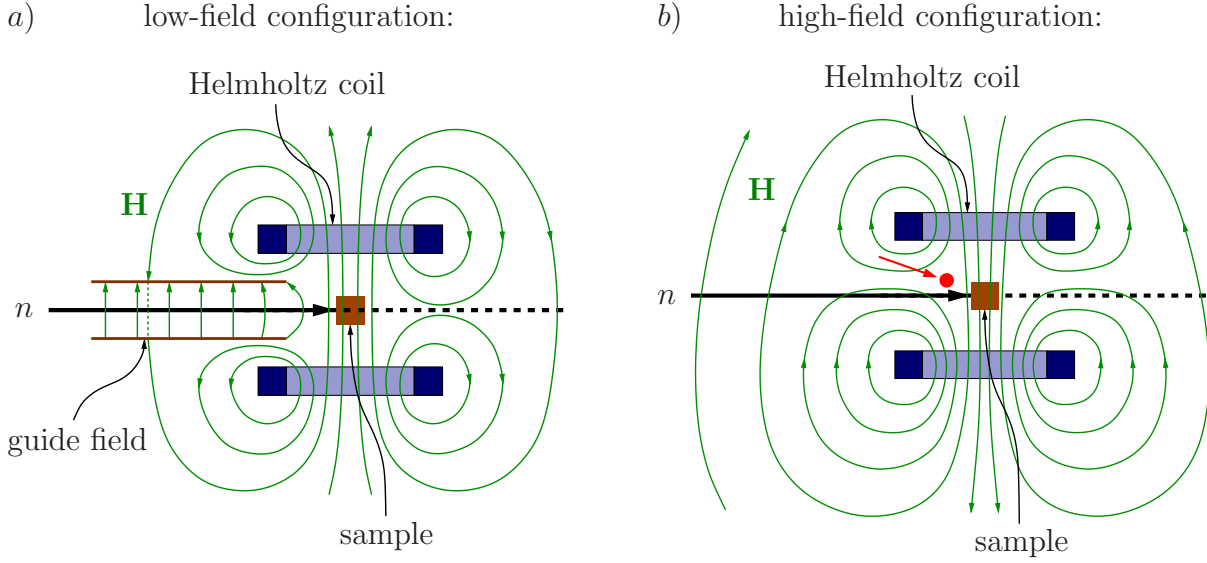 a) low-field configuration:
Helmholtz coil
H
n
guide field
sample
b) high-field configuration:
Helmholtz coil
H
n
sample